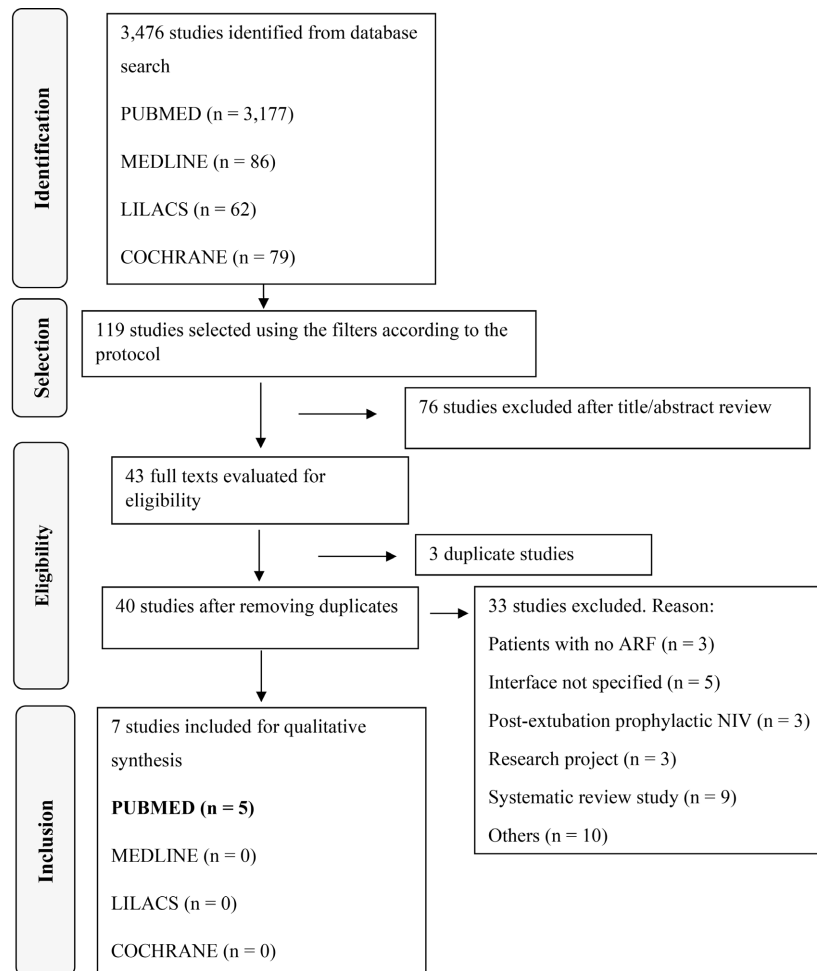 Identification
3,476 studies identified from database
search
PUBMED (n = 3,177)
MEDLINE (n = 86)
LILACS (n = 62)
COCHRANE (n = 79)
Selection
119 studies selected using the filters according to the
protocol
76 studies excluded after title/abstract review
Eligibility
43 full texts evaluated for
eligibility
3 duplicate studies
40 studies after removing duplicates
33 studies excluded. Reason:
Patients with no ARF (n = 3)
Interface not specified (n = 5)
Post-extubation prophylactic NIV (n = 3)
Research project (n = 3)
Systematic review study (n = 9)
Others (n = 10)
Inclusion
7 studies included for qualitative
synthesis
PUBMED (n = 5)
MEDLINE (n = 0)
LILACS (n = 0)
COCHRANE (n = 0)